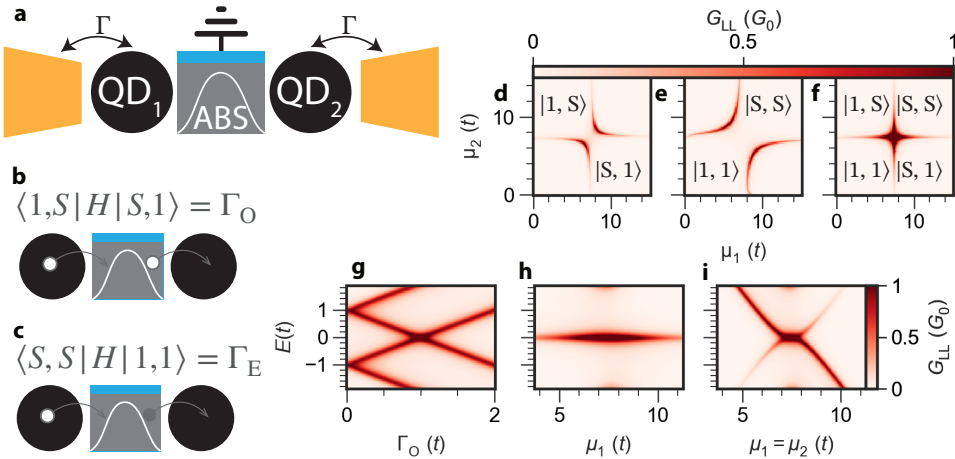 a
Γ
Γ
QD1
ABS
QD2
b
⟨1,S|H|S,1⟩ = ΓO
c
⟨S,S|H|1,1⟩ = ΓE
GLL (G0)
0
0.5
1
d
e
f
|1, S⟩
|S, 1⟩
|S, S⟩
|1, 1⟩
|1, S⟩
|S, S⟩
|1, 1⟩
|S, 1⟩
μ2 (t)
10
0
0
10
0
10
0
10
μ1 (t)
g
h
i
E(t)
1
0
−1
0
1
2
ΓO (t)
5
10
μ1 (t)
5
10
μ1 = μ2 (t)
1
0.5
0
GLL (G0)